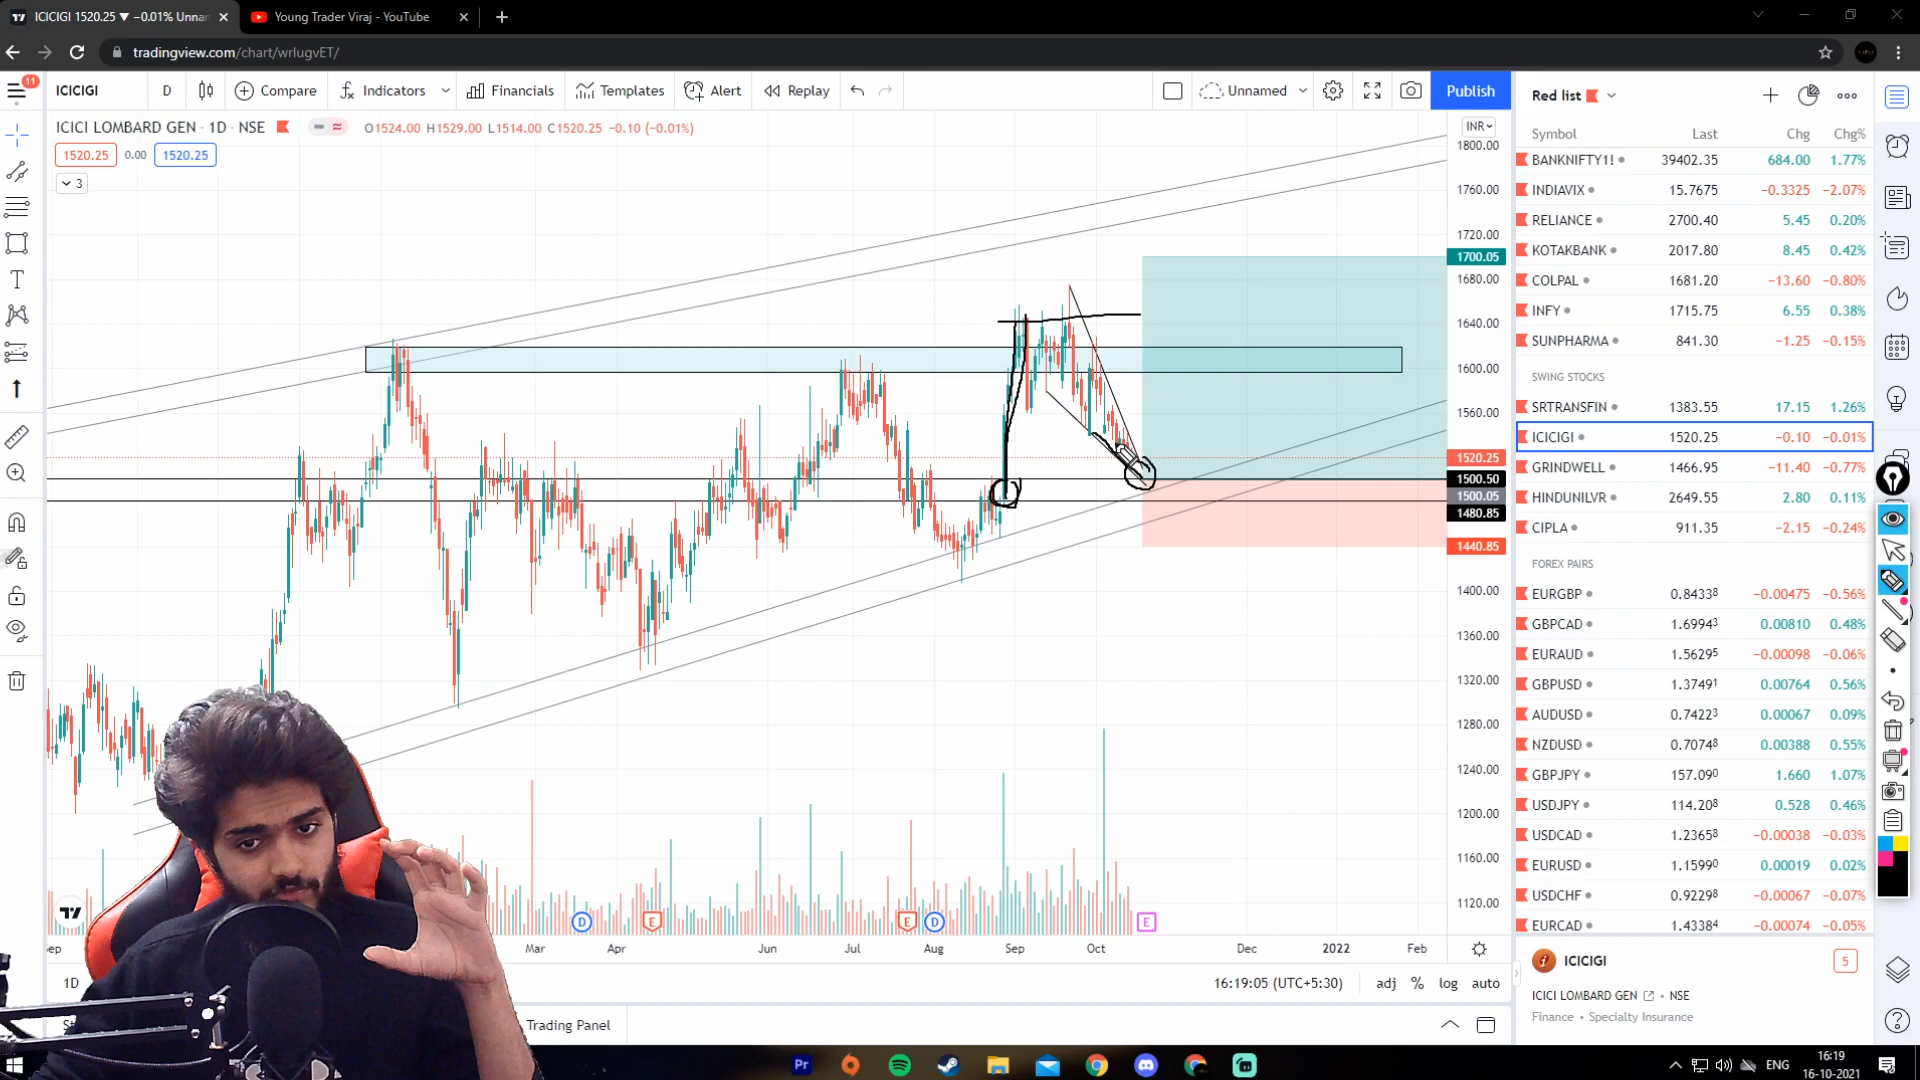 ICICIGI 1520.25 ▼ −0.01% Unnar
Young Trader Viraj - YouTube
tradingview.com/chart/wrlugvET/
11
ICICIGI D Compare Indicators Financials Templates Alert Replay Unnamed Publish
ICICI LOMBARD GEN · 1D · NSE O1524.00 H1529.00 L1514.00 C1520.25 −0.10 (−0.01%)
1520.25 0.00 1520.25
3
INR
1800.00
1760.00
1720.00
1700.05
1680.00
1640.00
1600.00
1560.00
1520.25
1500.50
1500.05
1480.85
1440.85
1400.00
1360.00
1320.00
1280.00
1240.00
1200.00
1160.00
1120.00
D E E D E
ep Mar Apr Jun Jul Aug Sep Oct Dec 2022 Feb
1D 16:19:05 (UTC+5:30) adj % log auto
Trading Panel
Red list
Symbol Last Chg Chg%
BANKNIFTY1! 39402.35 684.00 1.77%
INDIAVIX 15.7675 −0.3325 −2.07%
RELIANCE 2700.40 5.45 0.20%
KOTAKBANK 2017.80 8.45 0.42%
COLPAL 1681.20 −13.60 −0.80%
INFY 1715.75 6.55 0.38%
SUNPHARMA 841.30 −1.25 −0.15%
SWING STOCKS
SRTRANSFIN 1383.55 17.15 1.26%
ICICIGI 1520.25 −0.10 −0.01%
GRINDWELL 1466.95 −11.40 −0.77%
HINDUNILVR 2649.55 2.80 0.11%
CIPLA 911.35 −2.15 −0.24%
FOREX PAIRS
EURGBP 0.8433⁸ −0.00475 −0.56%
GBPCAD 1.6994³ 0.00810 0.48%
EURAUD 1.5629⁵ −0.00098 −0.06%
GBPUSD 1.3749¹ 0.00764 0.56%
AUDUSD 0.7422³ 0.00067 0.09%
NZDUSD 0.7074⁸ 0.00388 0.55%
GBPJPY 157.09⁰ 1.660 1.07%
USDJPY 114.20⁸ 0.528 0.46%
USDCAD 1.2365⁸ −0.00038 −0.03%
EURUSD 1.1599⁰ 0.00019 0.02%
USDCHF 0.9229⁸ −0.00067 −0.07%
EURCAD 1.4338⁴ −0.00074 −0.05%
ICICIGI 5
ICICI LOMBARD GEN • NSE
Finance • Specialty Insurance
Pr ENG 16:19
16-10-2021